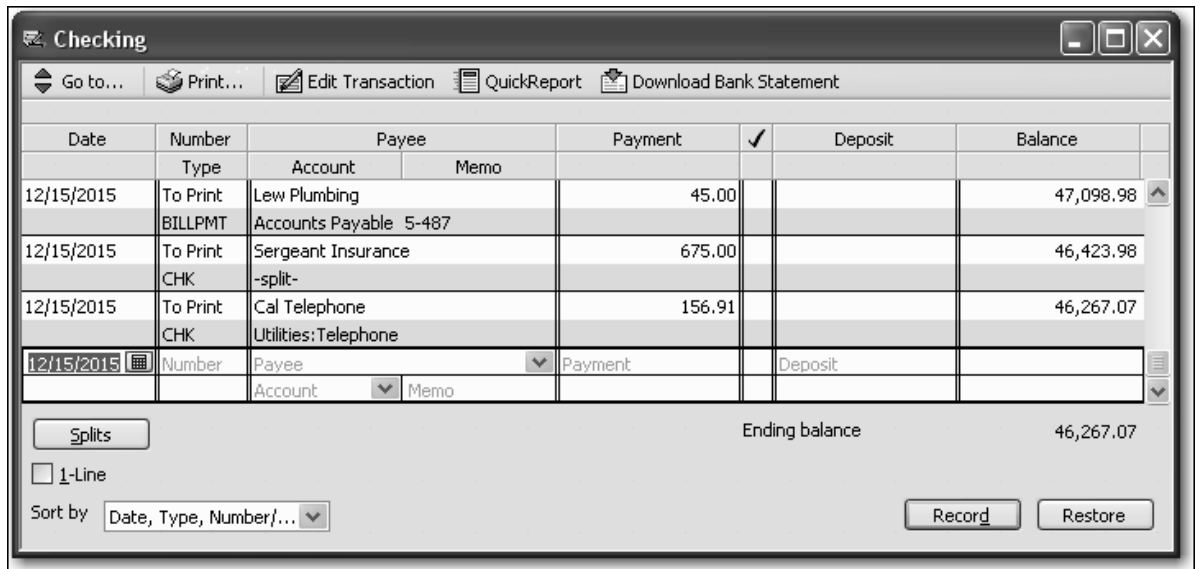 Checking
Go to... Print... Edit Transaction QuickReport Download Bank Statement
Date Number Payee Payment ✓ Deposit Balance
Type Account Memo
12/15/2015 To Print Lew Plumbing 45.00 47,098.98
BILLPMT Accounts Payable 5-487
12/15/2015 To Print Sergeant Insurance 675.00 46,423.98
CHK -split-
12/15/2015 To Print Cal Telephone 156.91 46,267.07
CHK Utilities:Telephone
12/15/2015 Number Payee Payment Deposit
Account Memo
Splits Ending balance 46,267.07
1-Line
Sort by Date, Type, Number/... Record Restore